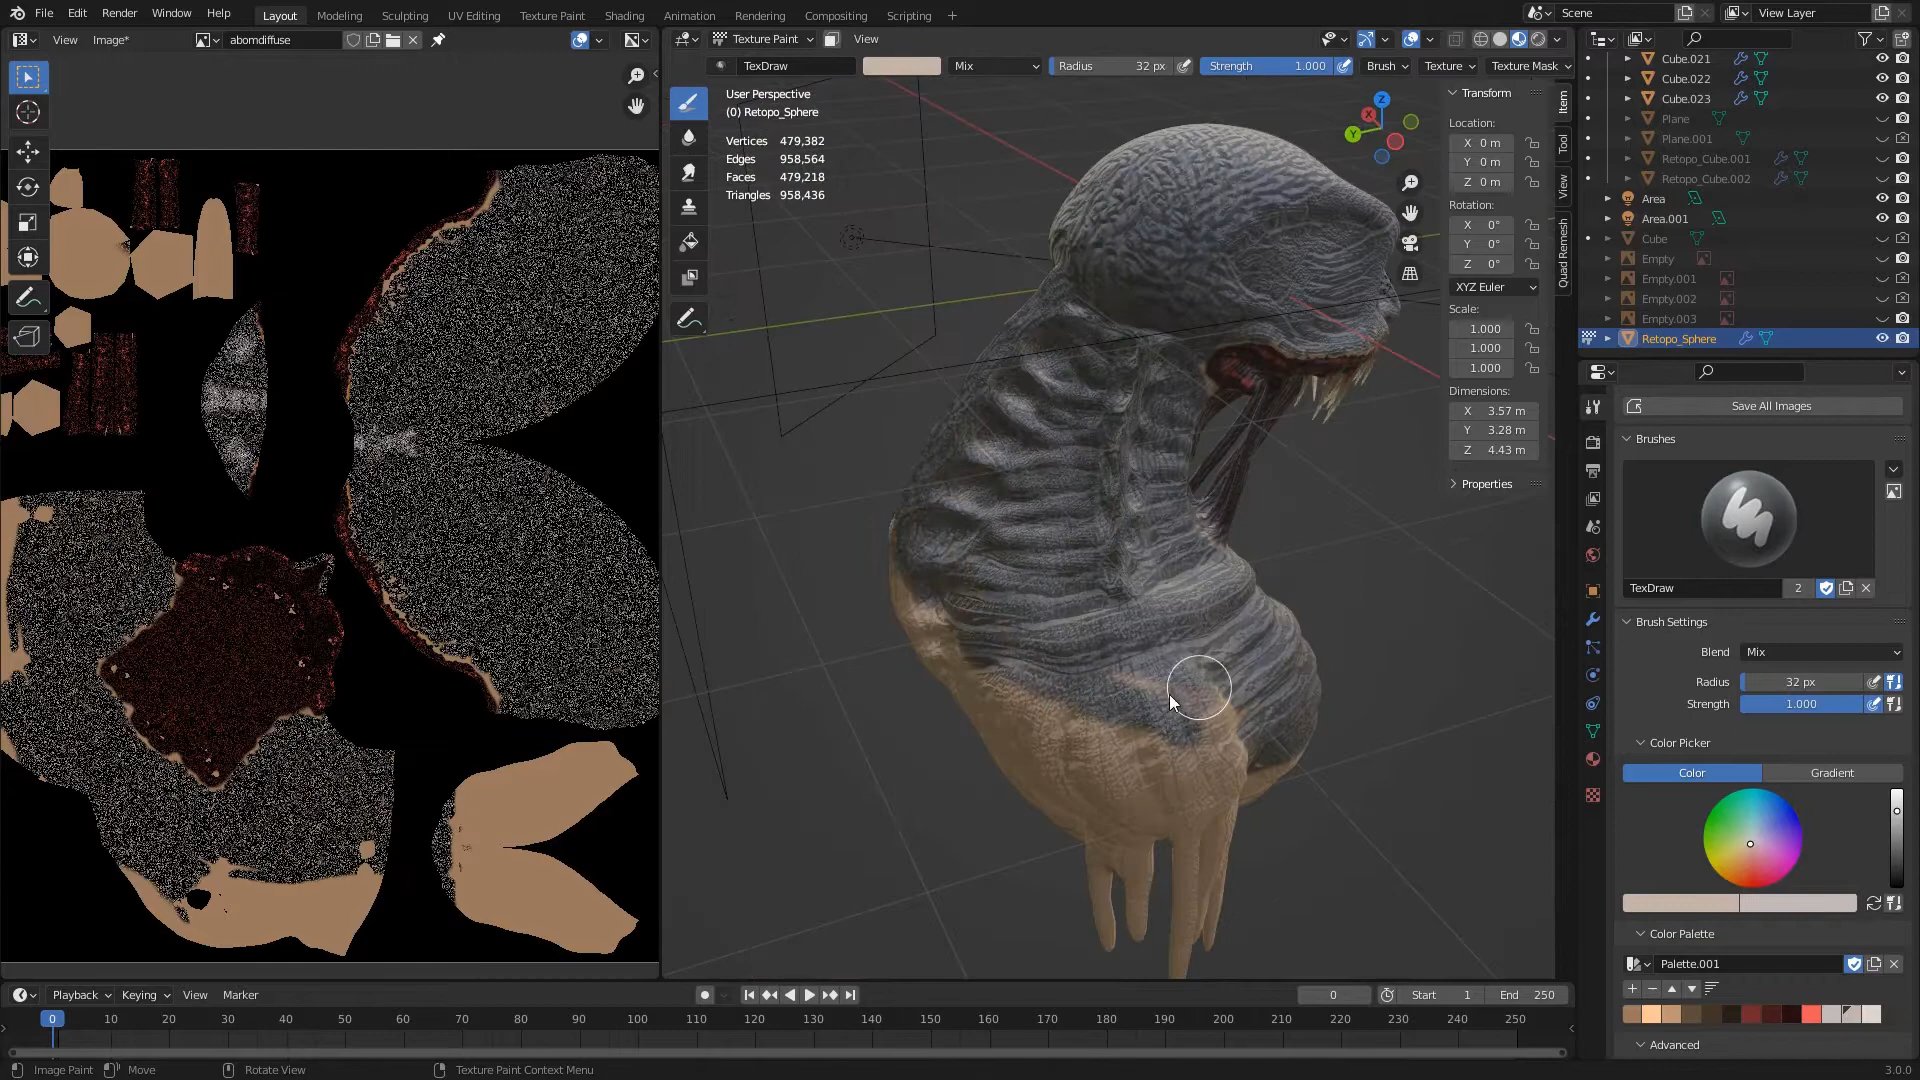 File Edit Render Window Help Layout Modeling Sculpting UV Editing Texture Paint Shading Animation Rendering Compositing Scripting + Scene View Layer
View Image* abomdiffuse
Texture Paint View
TexDraw Mix Radius 32 px Strength 1.000 Brush Texture Texture Mask
User Perspective
(0) Retopo_Sphere
Vertices 479,382
Edges 958,564
Faces 479,218
Triangles 958,436
Z
X
Y
Transform
Location:
X 0 m
Y 0 m
Z 0 m
Rotation:
X 0°
Y 0°
Z 0°
XYZ Euler
Scale:
1.000
1.000
1.000
Dimensions:
X 3.57 m
Y 3.28 m
Z 4.43 m
Properties
Item
Tool
View
Quad Remesh
Cube.021
Cube.022
Cube.023
Plane
Plane.001
Retopo_Cube.001
Retopo_Cube.002
Area
Area.001
Cube
Empty
Empty.001
Empty.002
Empty.003
Retopo_Sphere
Save All Images
Brushes
TexDraw 2
Brush Settings
Blend Mix
Radius 32 px
Strength 1.000
Color Picker
Color Gradient
Color Palette
Palette.001
Advanced
Playback Keying View Marker 0 Start 1 End 250
0 10 20 30 40 50 60 70 80 90 100 110 120 130 140 150 160 170 180 190 200 210 220 230 240 250
Image Paint Move Rotate View Texture Paint Context Menu 3.0.0